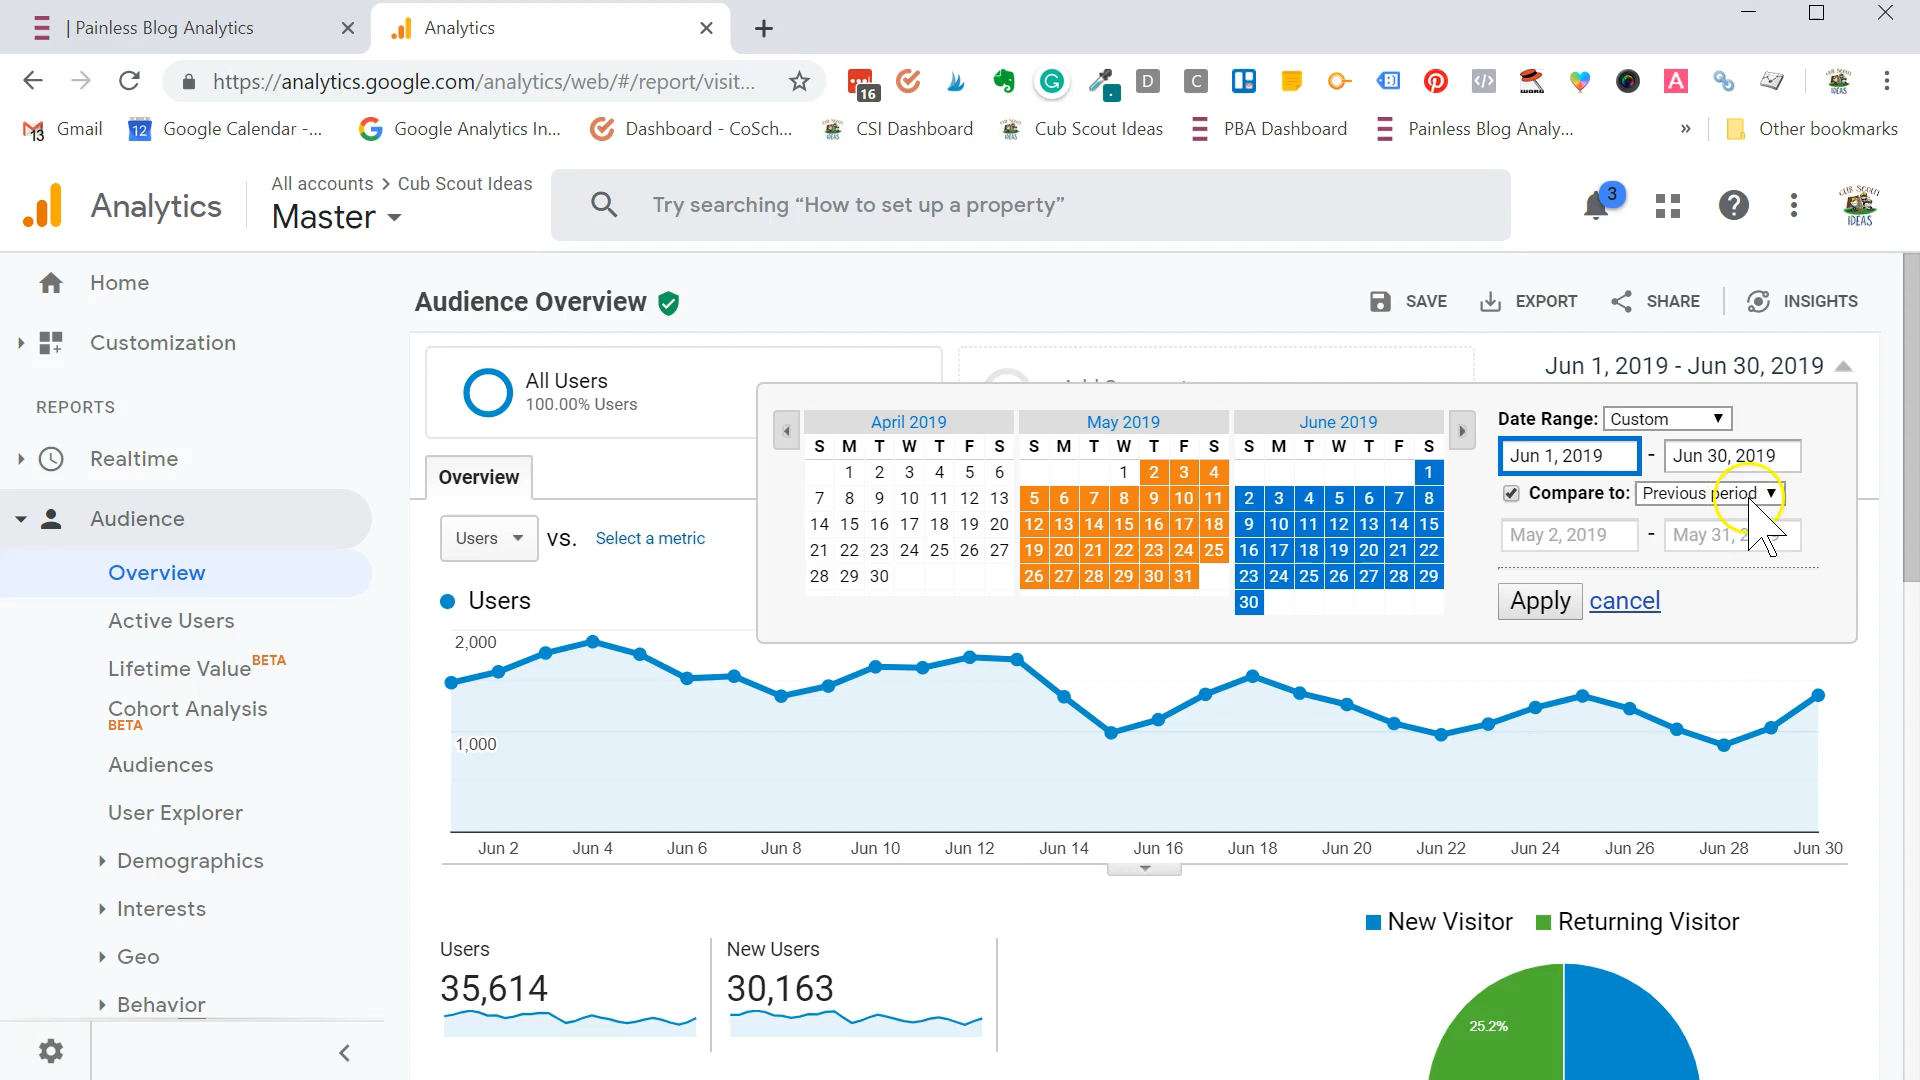 | Painless Blog Analytics
Analytics
https://analytics.google.com/analytics/web/#/report/visit...
16
D
C
A
13 Gmail
12 Google Calendar -...
Google Analytics In...
Dashboard - CoSch...
CSI Dashboard
Cub Scout Ideas
PBA Dashboard
Painless Blog Analy...
» Other bookmarks
Analytics
All accounts > Cub Scout Ideas
Master
Try searching “How to set up a property”
3
CUB SCOUT
IDEAS
Home
Customization
REPORTS
Realtime
Audience
Overview
Active Users
Lifetime Value BETA
Cohort Analysis
BETA
Audiences
User Explorer
Demographics
Interests
Geo
Behavior
Audience Overview
SAVE EXPORT SHARE INSIGHTS
All Users
100.00% Users
Jun 1, 2019 - Jun 30, 2019
April 2019
S M T W T F S
1 2 3 4 5 6
7 8 9 10 11 12 13
14 15 16 17 18 19 20
21 22 23 24 25 26 27
28 29 30
May 2019
S M T W T F S
1 2 3 4
5 6 7 8 9 10 11
12 13 14 15 16 17 18
19 20 21 22 23 24 25
26 27 28 29 30 31
June 2019
S M T W T F S
1
2 3 4 5 6 7 8
9 10 11 12 13 14 15
16 17 18 19 20 21 22
23 24 25 26 27 28 29
30
Date Range: Custom
Jun 1, 2019 - Jun 30, 2019
Compare to: Previous period
May 2, 2019 - May 31, 2
Apply cancel
Overview
Users VS. Select a metric
Users
2,000
1,000
Jun 2 Jun 4 Jun 6 Jun 8 Jun 10 Jun 12 Jun 14 Jun 16 Jun 18 Jun 20 Jun 22 Jun 24 Jun 26 Jun 28 Jun 30
Users
35,614
New Users
30,163
New Visitor Returning Visitor
25.2%